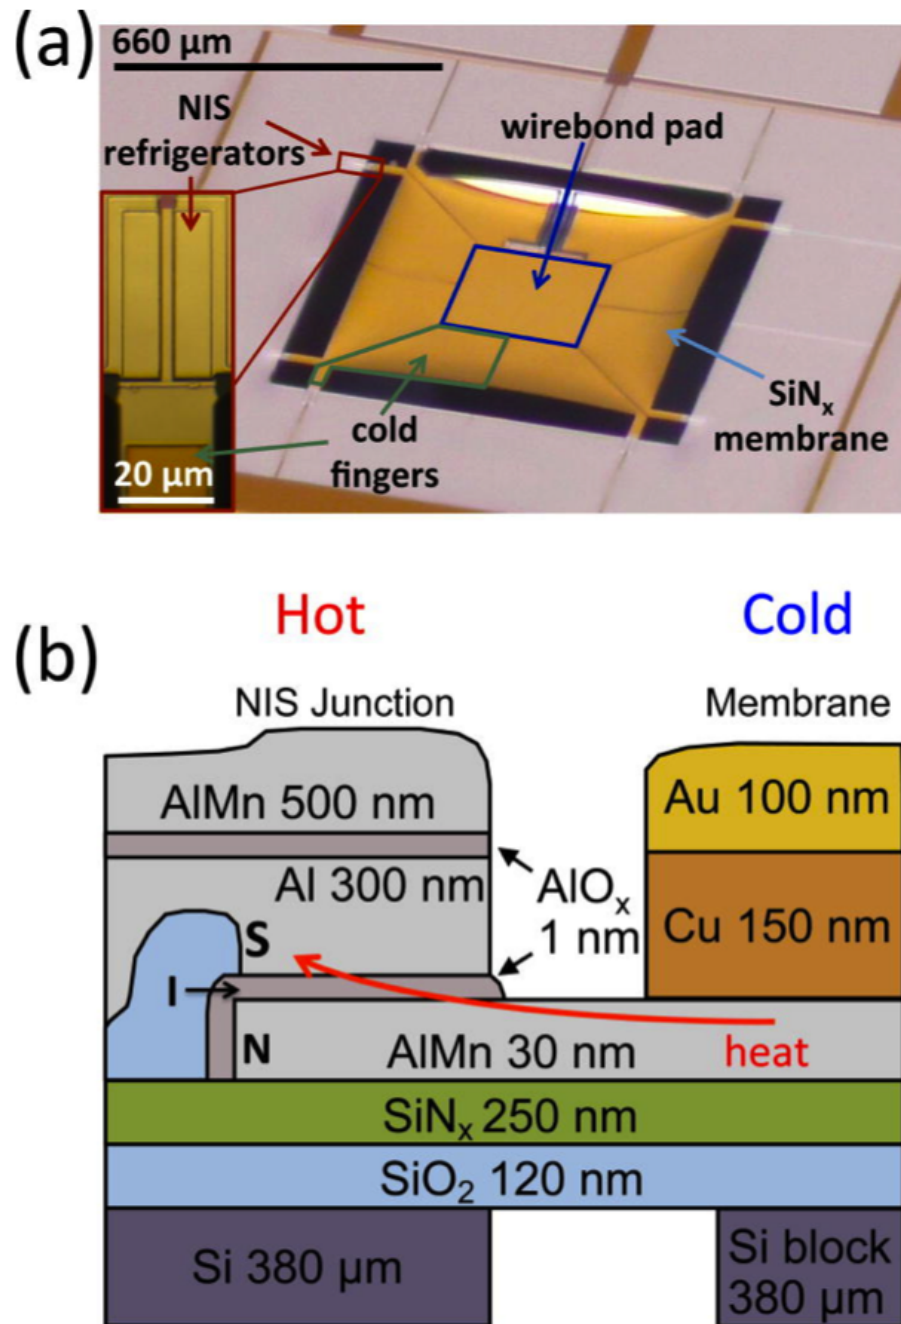 (a)
660 μm
NIS
refrigerators
wirebond pad
SiNₓ
membrane
cold
fingers
20 μm
(b)
Hot
Cold
NIS Junction
Membrane
AlMn 500 nm
Au 100 nm
Al 300 nm
AlOₓ
1 nm
Cu 150 nm
S
I
N
AlMn 30 nm
heat
SiNₓ 250 nm
SiO₂ 120 nm
Si 380 μm
Si block
380 μm